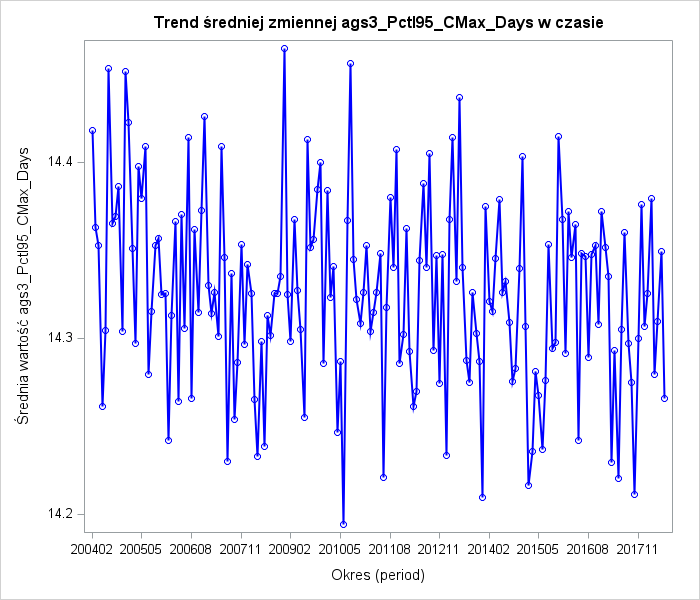 Trend średniej zmiennej ags3_Pctl95_CMax_Days w czasie
Średnia wartość ags3_Pctl95_CMax_Days
14.4
14.3
14.2
200402 200505 200608 200711 200902 201005 201108 201211 201402 201505 201608 201711
Okres (period)